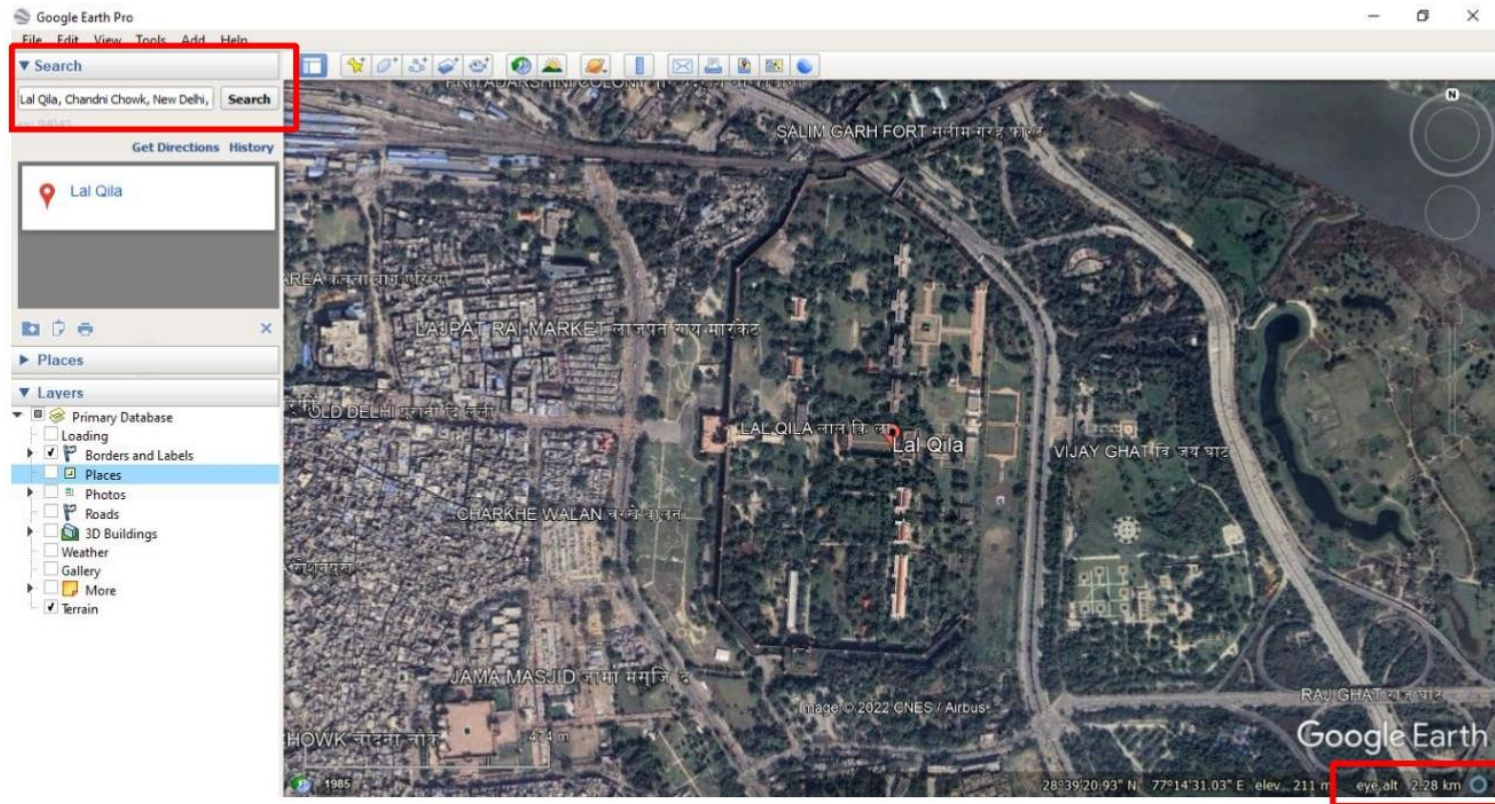 Google Earth Pro
File Edit View Tools Add Help
▼ Search
Lal Qila, Chandni Chowk, New Delhi, Search
Get Directions History
Lal Qila
▶ Places
▼ Layers
Primary Database
Loading
Borders and Labels
Places
Photos
Roads
3D Buildings
Weather
Gallery
More
Terrain
N
SALIM GARH FORT
LAJPAT RAI MARKET लाजपत राय मारकेट
OLD DELHI
LAL QILA
Lal Qila
VIJAY GHAT
CHARKHE WALAN
JAMA MASJID
RAJ GHAT
Image © 2022 CNES / Airbus
Google Earth
474 m
1985
28°39'20.93" N 77°14'31.03" E elev 211 m eye alt 2.28 km